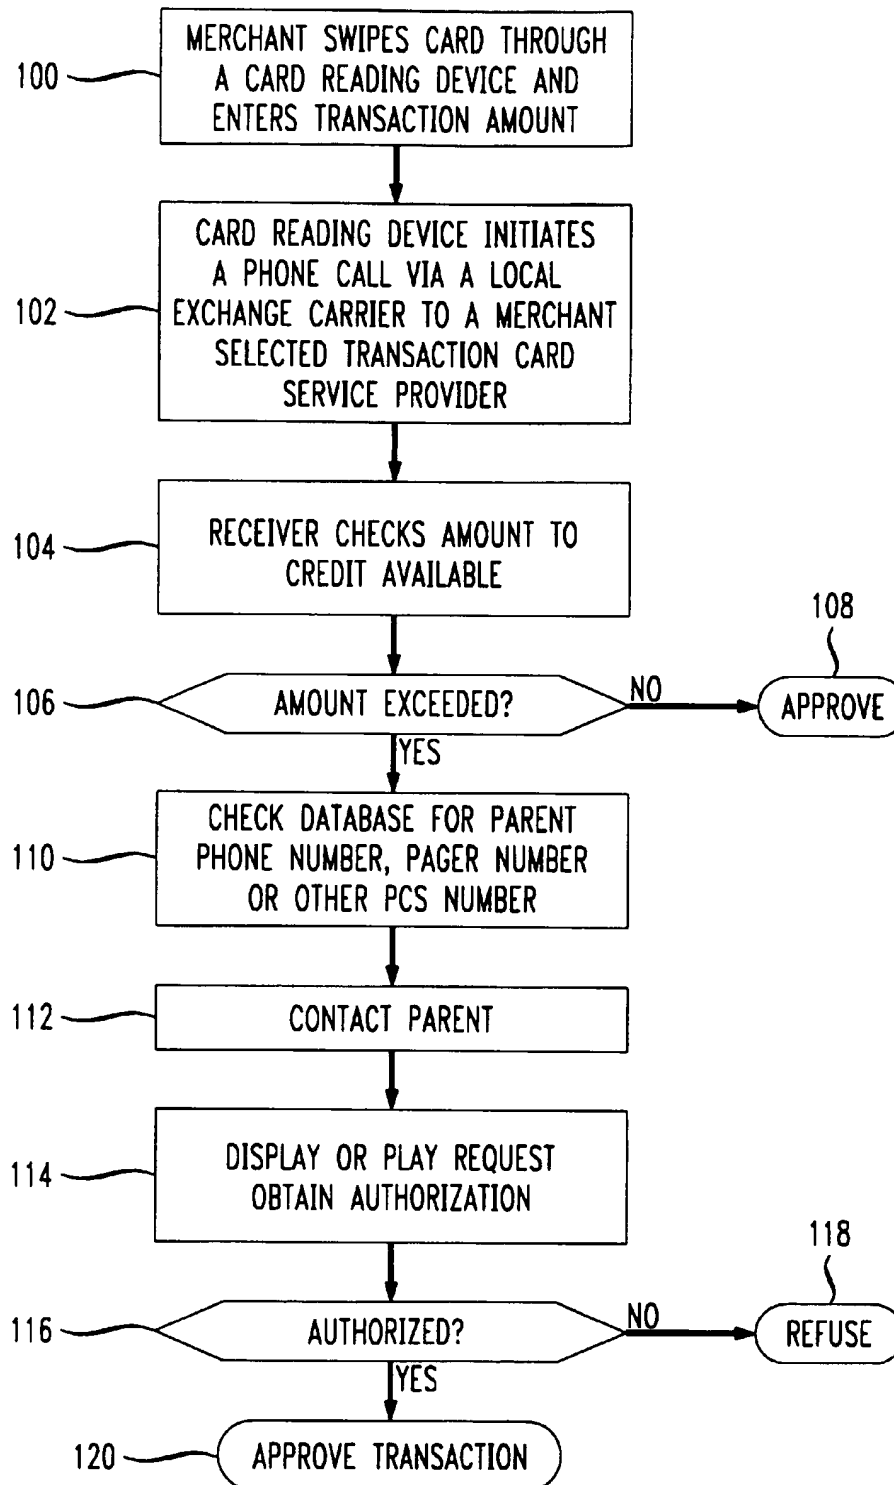 100
MERCHANT SWIPES CARD THROUGH
A CARD READING DEVICE AND
ENTERS TRANSACTION AMOUNT
102
CARD READING DEVICE INITIATES
A PHONE CALL VIA A LOCAL
EXCHANGE CARRIER TO A MERCHANT
SELECTED TRANSACTION CARD
SERVICE PROVIDER
104
RECEIVER CHECKS AMOUNT TO
CREDIT AVAILABLE
106
AMOUNT EXCEEDED?
NO
108
APPROVE
YES
110
CHECK DATABASE FOR PARENT
PHONE NUMBER, PAGER NUMBER
OR OTHER PCS NUMBER
112
CONTACT PARENT
114
DISPLAY OR PLAY REQUEST
OBTAIN AUTHORIZATION
116
AUTHORIZED?
NO
118
REFUSE
YES
120
APPROVE TRANSACTION